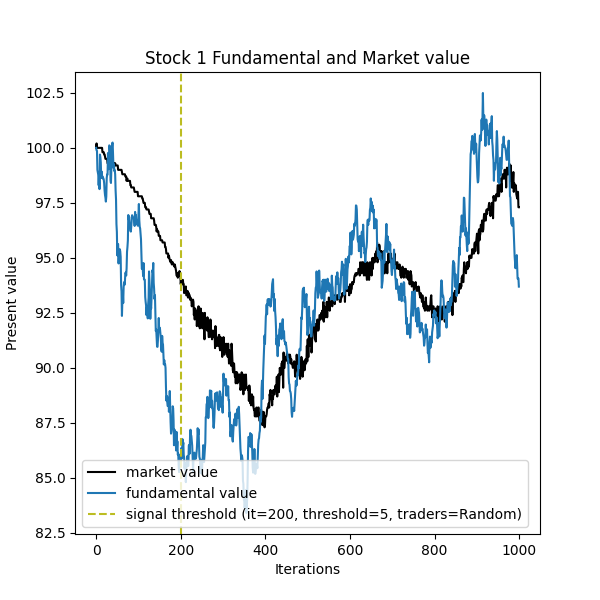 Stock 1 Fundamental and Market value
Present value
102.5
100.0
97.5
95.0
92.5
90.0
87.5
85.0
82.5
market value
fundamental value
signal threshold (it=200, threshold=5, traders=Random)
0
200
400
600
800
1000
Iterations